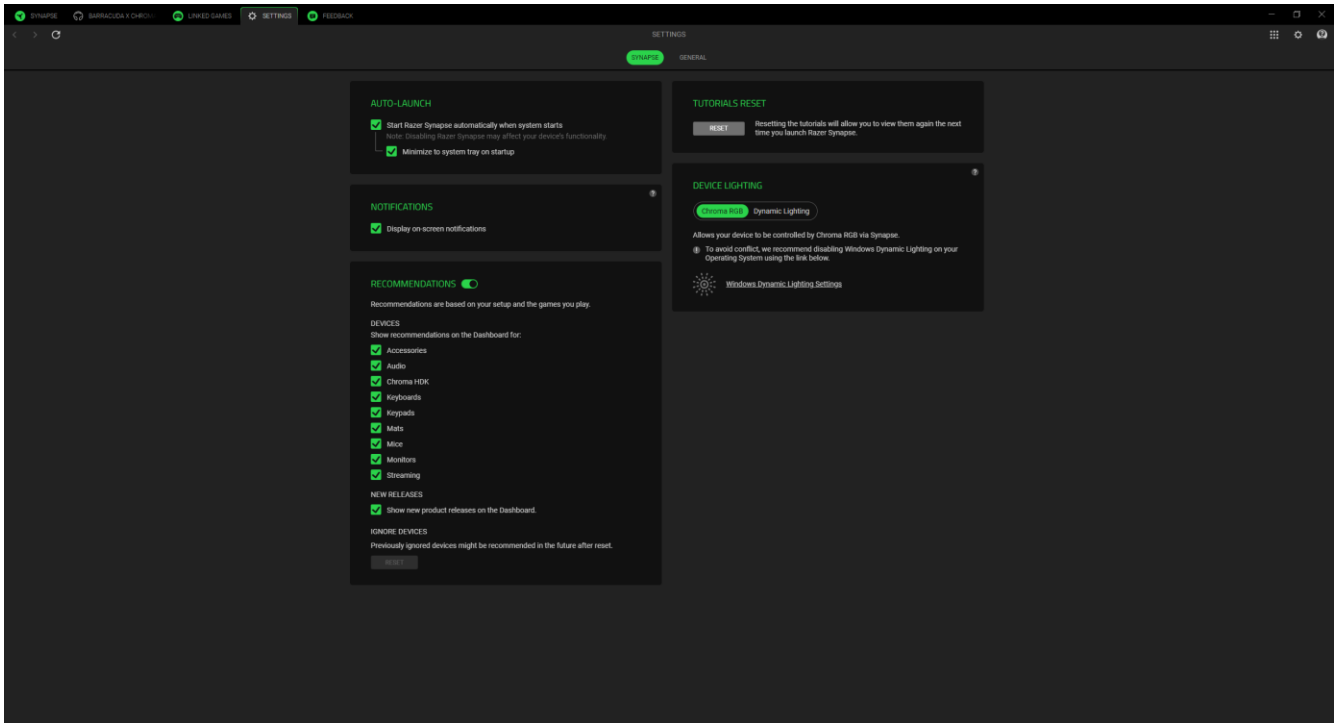 SYNAPSE
BARRACUDA X CHROM
LINKED GAMES
SETTINGS
FEEDBACK
SETTINGS
SYNAPSE
GENERAL
AUTO-LAUNCH
Start Razer Synapse automatically when system starts
Note: Disabling Razer Synapse may affect your device's functionality.
Minimize to system tray on startup
NOTIFICATIONS
Display on-screen notifications
RECOMMENDATIONS
Recommendations are based on your setup and the games you play.
DEVICES
Show recommendations on the Dashboard for:
Accessories
Audio
Chroma HDK
Keyboards
Keypads
Mats
Mice
Monitors
Streaming
NEW RELEASES
Show new product releases on the Dashboard.
IGNORE DEVICES
Previously ignored devices might be recommended in the future after reset.
RESET
TUTORIALS RESET
RESET
Resetting the tutorials will allow you to view them again the next
time you launch Razer Synapse.
DEVICE LIGHTING
Chroma RGB
Dynamic Lighting
Allows your device to be controlled by Chroma RGB via Synapse.
To avoid conflict, we recommend disabling Windows Dynamic Lighting on your
Operating System using the link below.
Windows Dynamic Lighting Settings